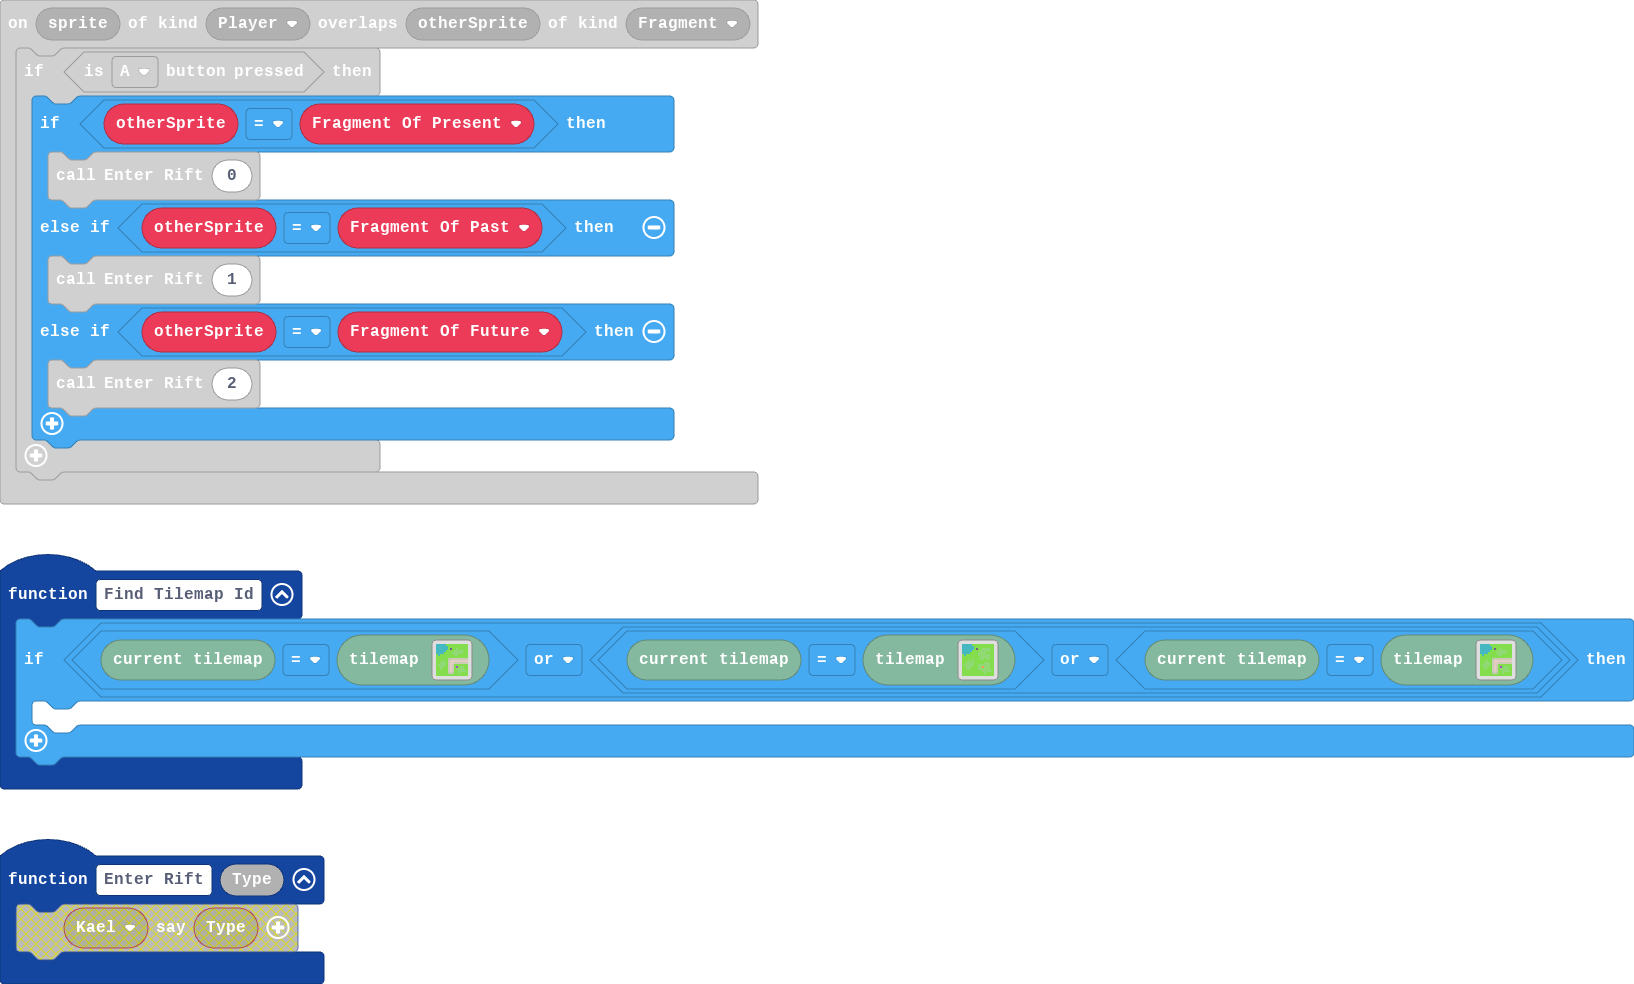 on sprite of kind Player overlaps otherSprite of kind Fragment
if is A button pressed then
if otherSprite = Fragment Of Present then
call Enter Rift 0
else if otherSprite = Fragment Of Past then
call Enter Rift 1
else if otherSprite = Fragment Of Future then
call Enter Rift 2
function Find Tilemap Id
if current tilemap = tilemap or current tilemap = tilemap or current tilemap = tilemap then
function Enter Rift Type
Kael say Type